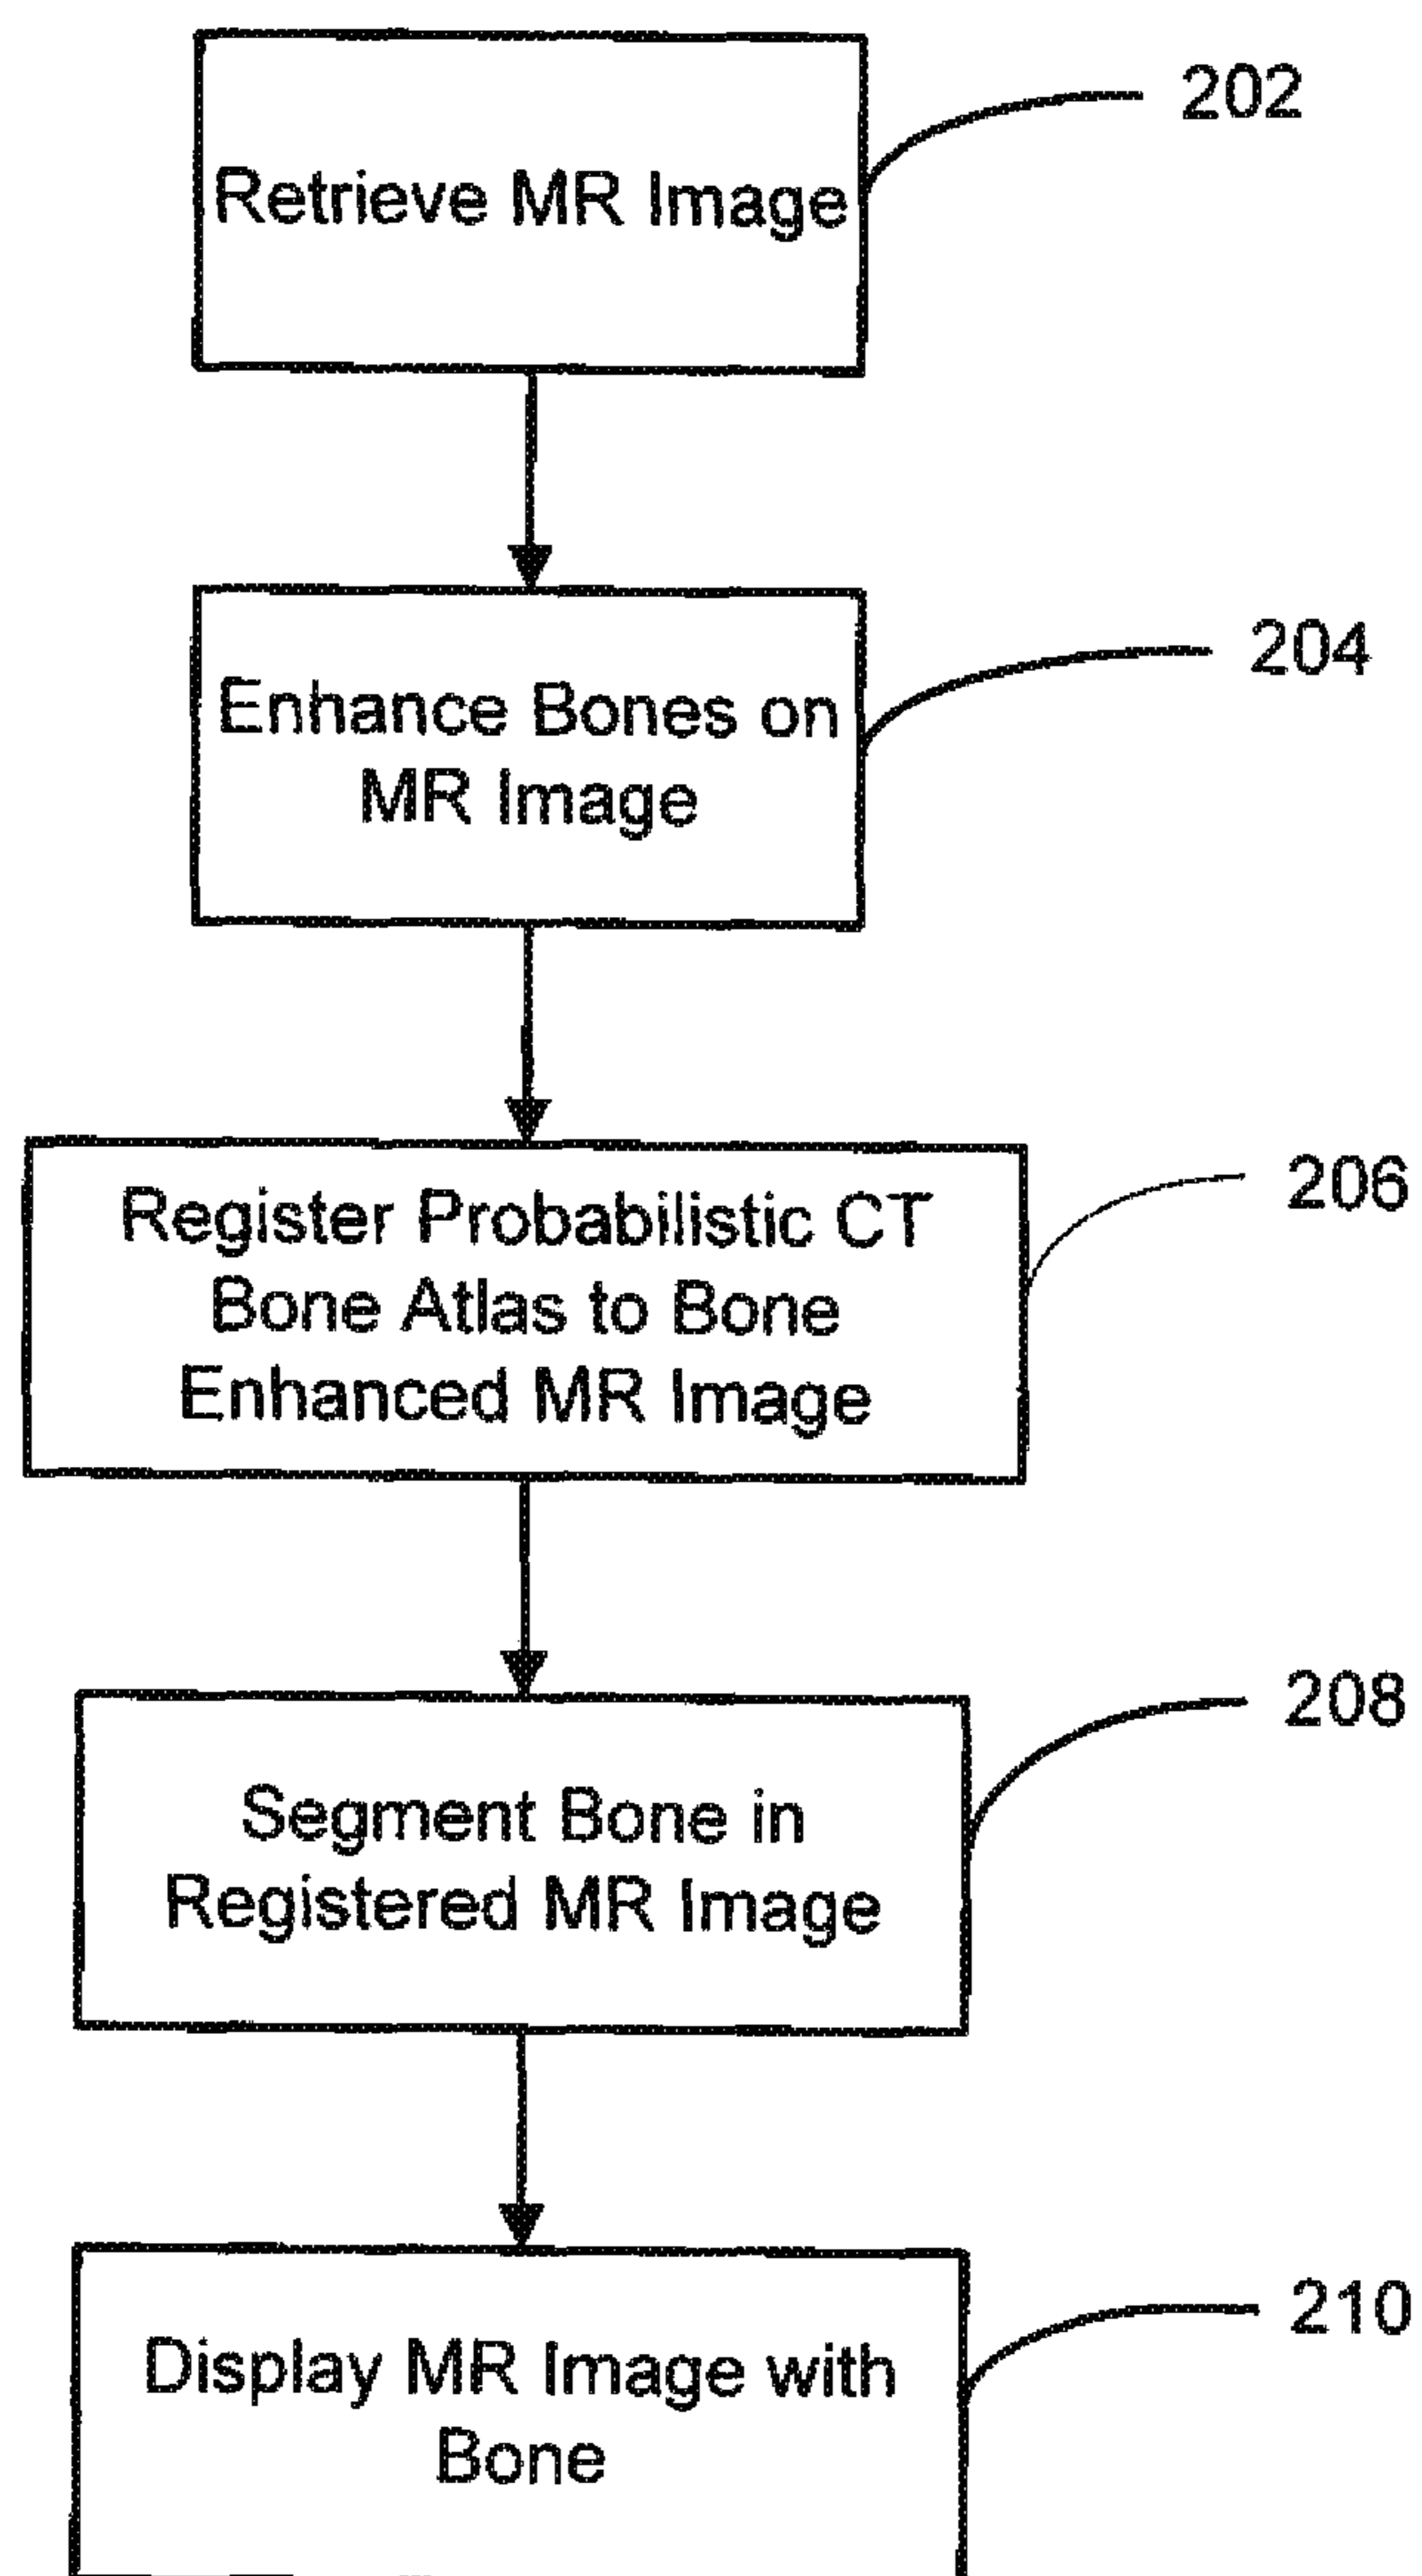 Retrieve MR Image
202
Enhance Bones on
MR Image
204
Register Probabilistic CT
Bone Atlas to Bone
Enhanced MR Image
206
Segment Bone in
Registered MR Image
208
Display MR Image with
Bone
210